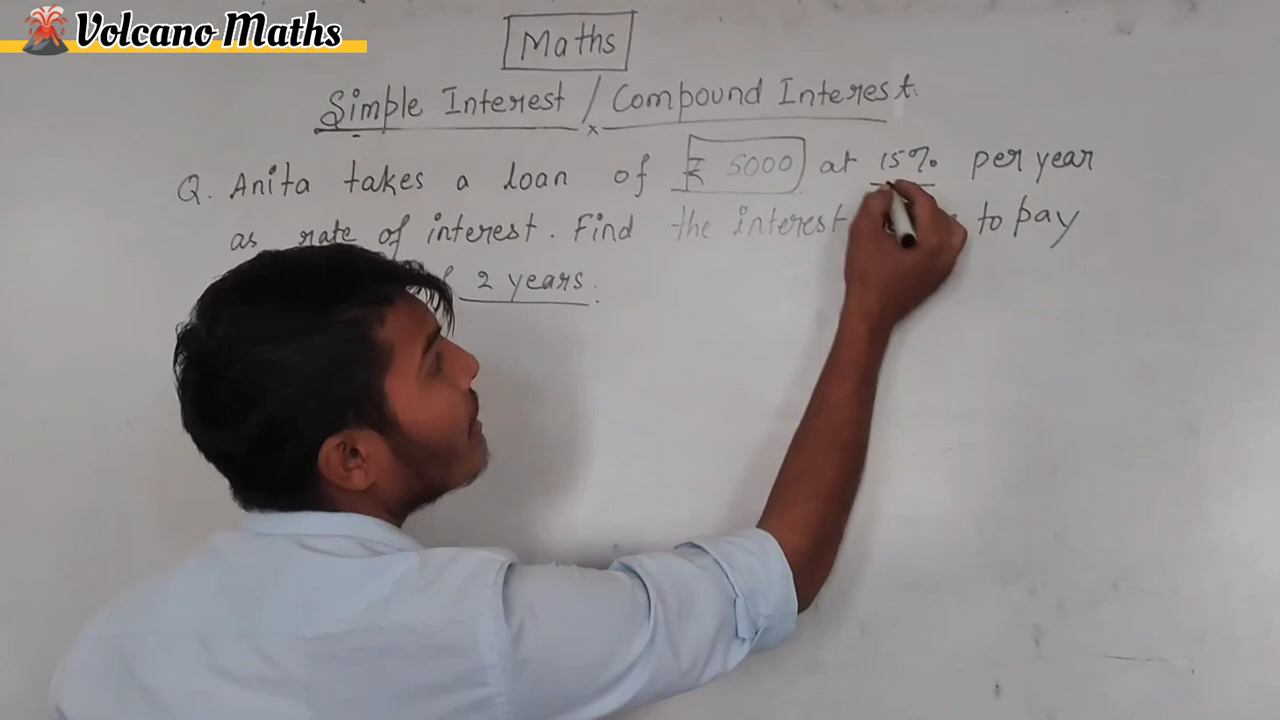 Volcano Maths
Maths
Simple Interest / Compound Interest.
Q. Anita takes a loan of ₹ 5000 at 15% per year
as rate of interest. Find the interest to pay
2 years.